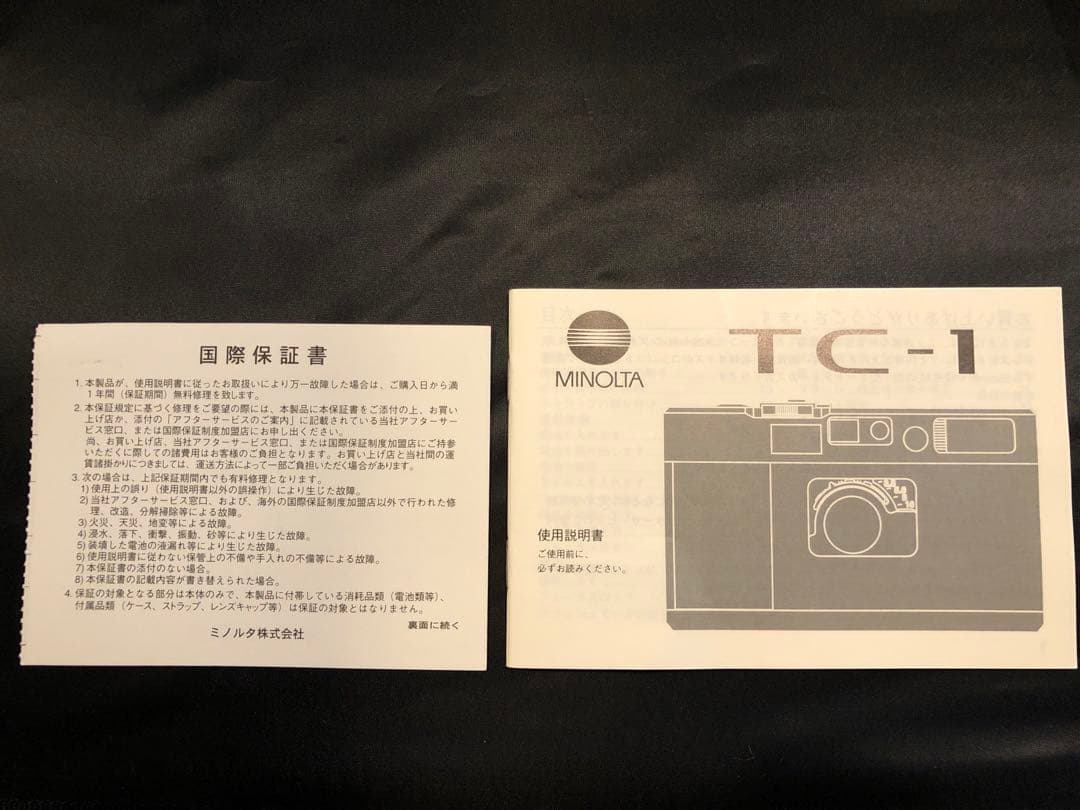 国際保証書
1. 本製品が、使用説明書に従ったお取扱いにより万一故障した場合は、ご購入日から満
1年間（保証期間）無料修理を致します。
2. 本保証規定に基づく修理をご要望の際には、本製品に本保証書をご添付の上、お買い
上げ店か、添付の「アフターサービスのご案内」に記載されている当社アフターサー
ビス窓口、または国際保証制度加盟店にお申し出ください。
尚、お買い上げ店、当社アフターサービス窓口、または国際保証制度加盟店にご持参
いただくに際しての諸費用はお客様のご負担となります。お買い上げ店と当社間の運
賃諸掛かりにつきましては、運送方法によって一部ご負担いただく場合があります。
3. 次の場合は、上記保証期間内でも有料修理となります。
1) 使用上の誤り（使用説明書以外の誤操作）により生じた故障。
2) 当社アフターサービス窓口、および、海外の国際保証制度加盟店以外で行われた修
理、改造、分解掃除等による故障。
3) 火災、天災、地変等による故障。
4) 浸水、落下、衝撃、振動、砂等により生じた故障。
5) 装填した電池の液漏れ等により生じた故障。
6) 使用説明書に従わない保管上の不備や手入れの不備等による故障。
7) 本保証書の添付のない場合。
8) 本保証書の記載内容が書き替えられた場合。
4. 保証の対象となる部分は本体のみで、本製品に付帯している消耗品類（電池類等）、
付属品類（ケース、ストラップ、レンズキャップ等）は保証の対象とはなりません。
裏面に続く
ミノルタ株式会社
MINOLTA
TC-1
使用説明書
ご使用前に、
必ずお読みください。